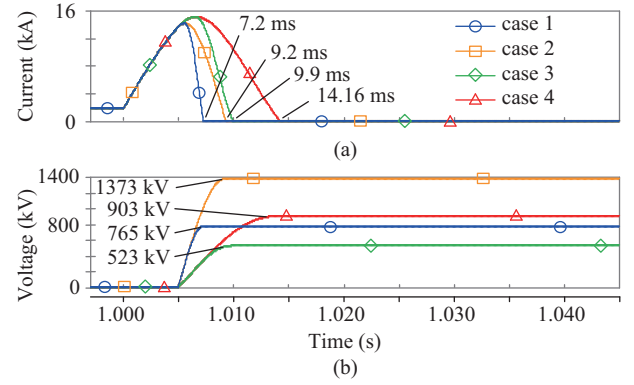 16
8
0
Current (kA)
7.2 ms
9.2 ms
9.9 ms
14.16 ms
case 1
case 2
case 3
case 4
(a)
1400
800
0
Voltage (kV)
1373 kV
903 kV
765 kV
523 kV
1.000
1.010
1.020
1.030
1.040
Time (s)
(b)